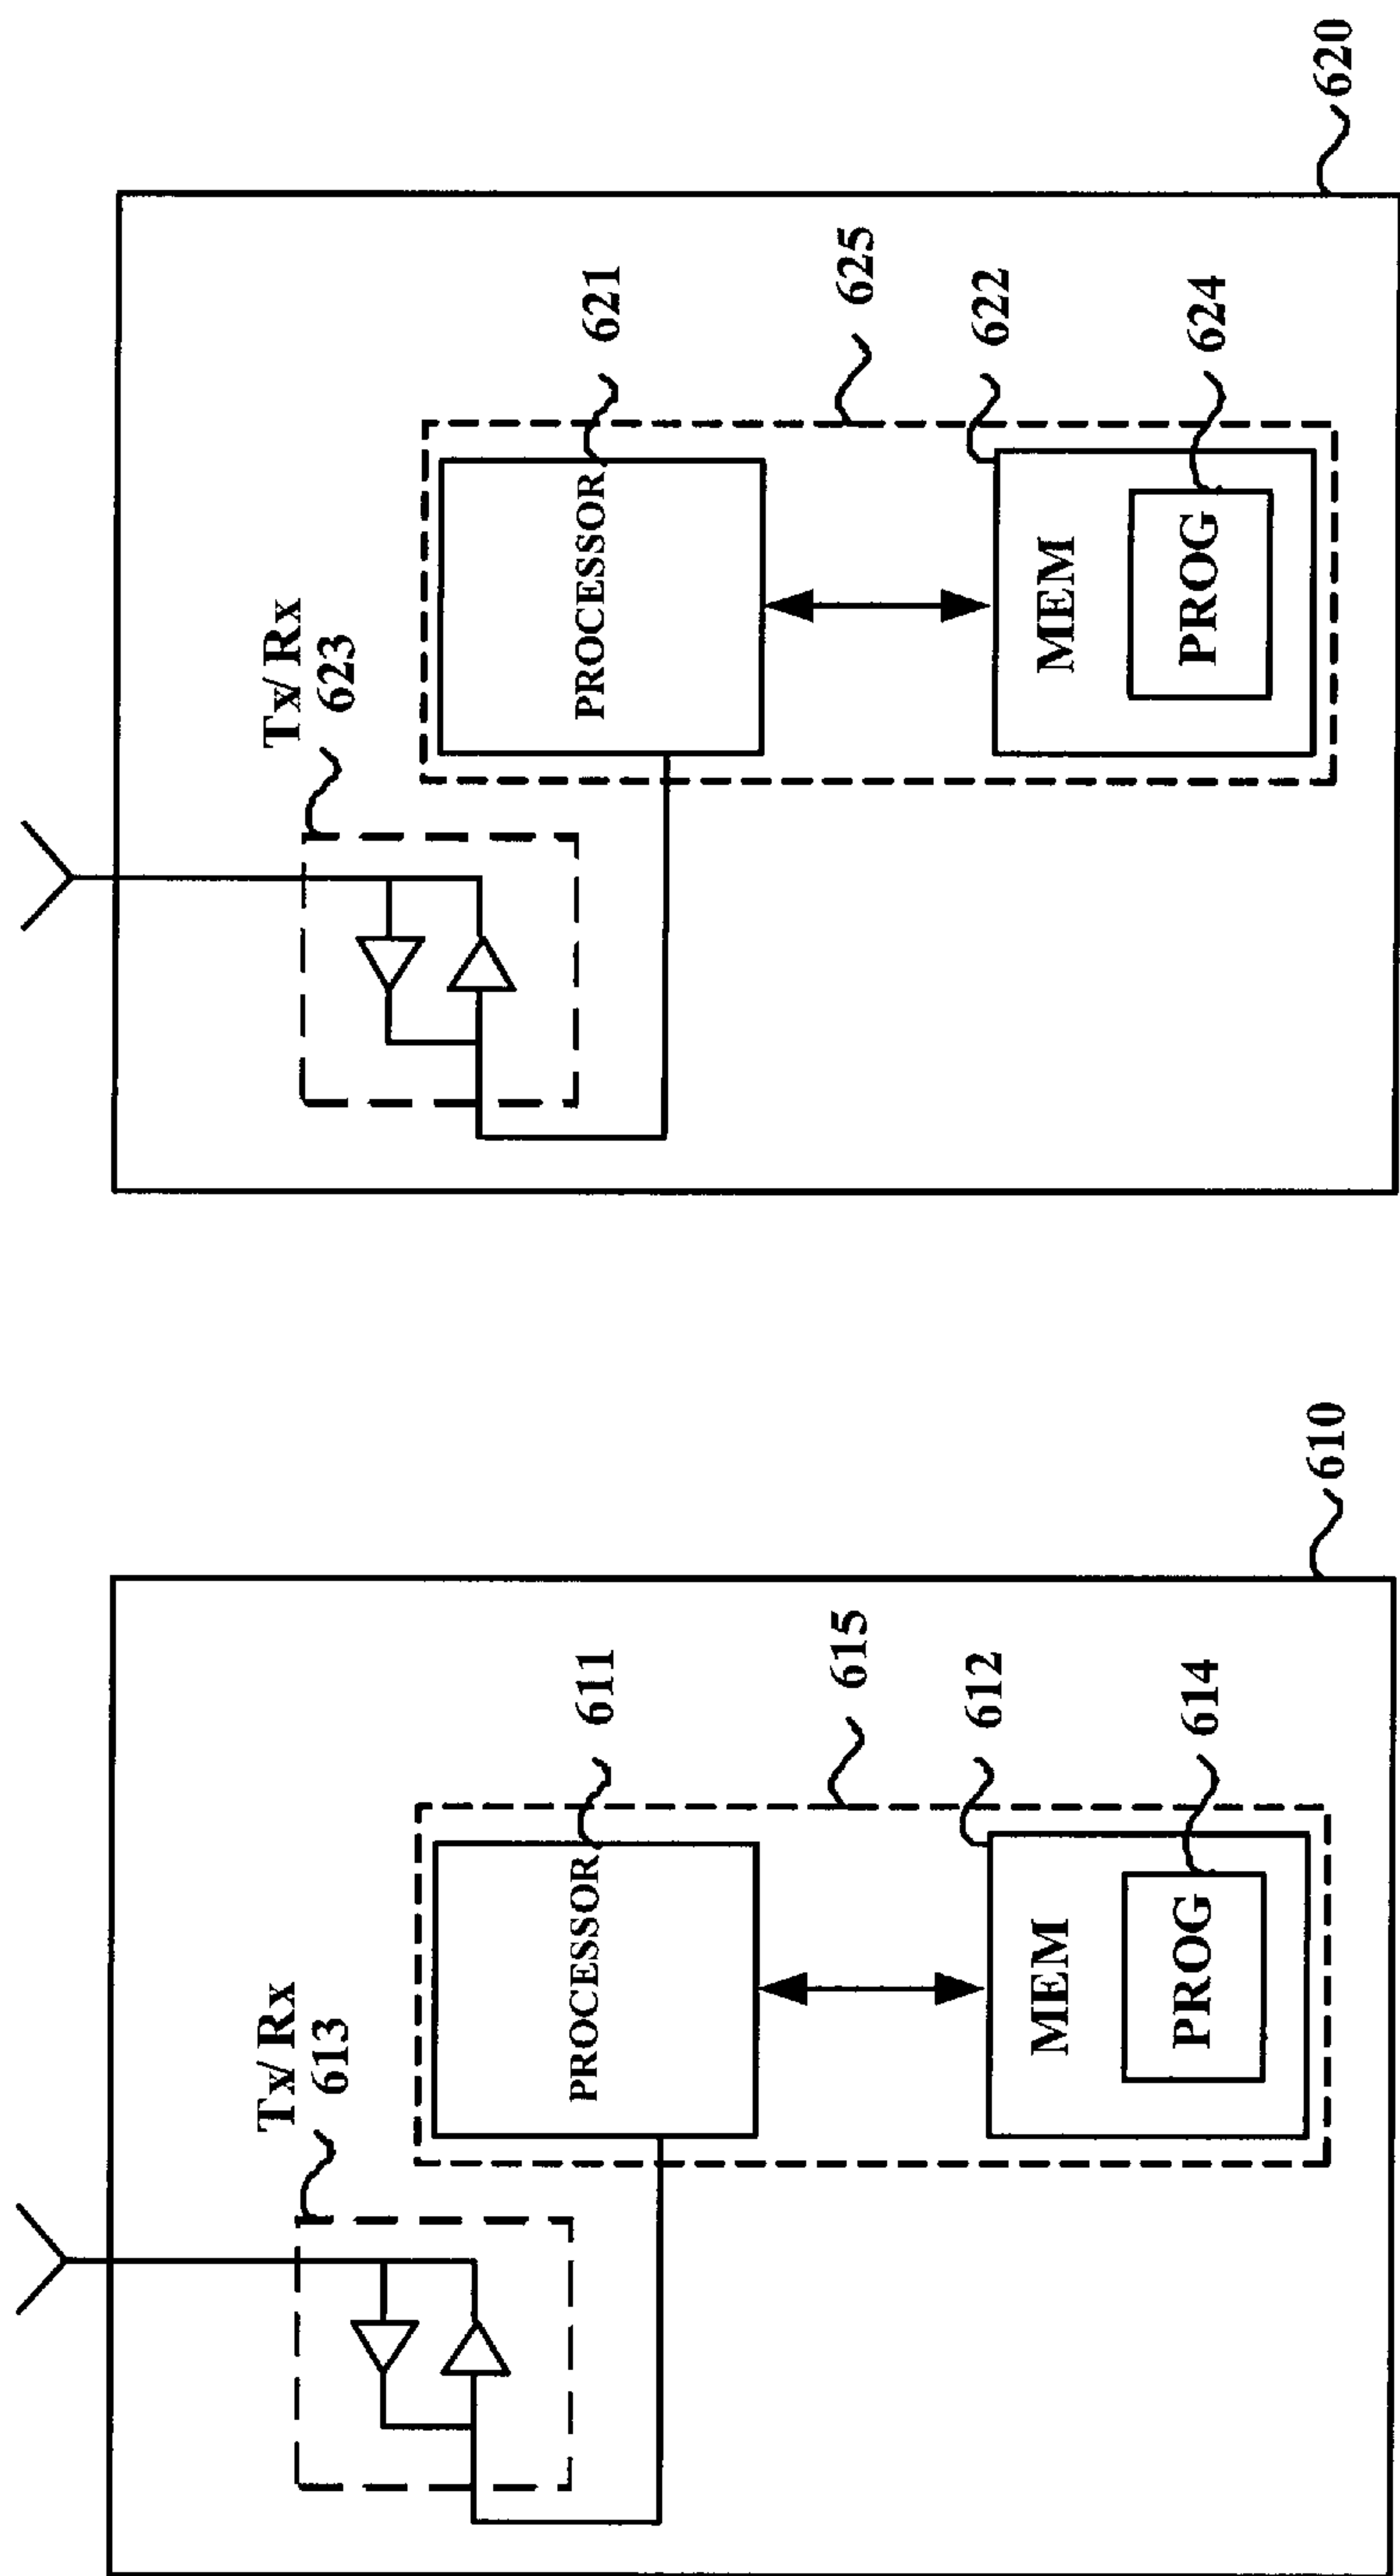 Tx/ Rx
613
PROCESSOR
611
615
MEM
612
PROG
614
610
Tx/ Rx
623
PROCESSOR
621
625
MEM
622
PROG
624
620